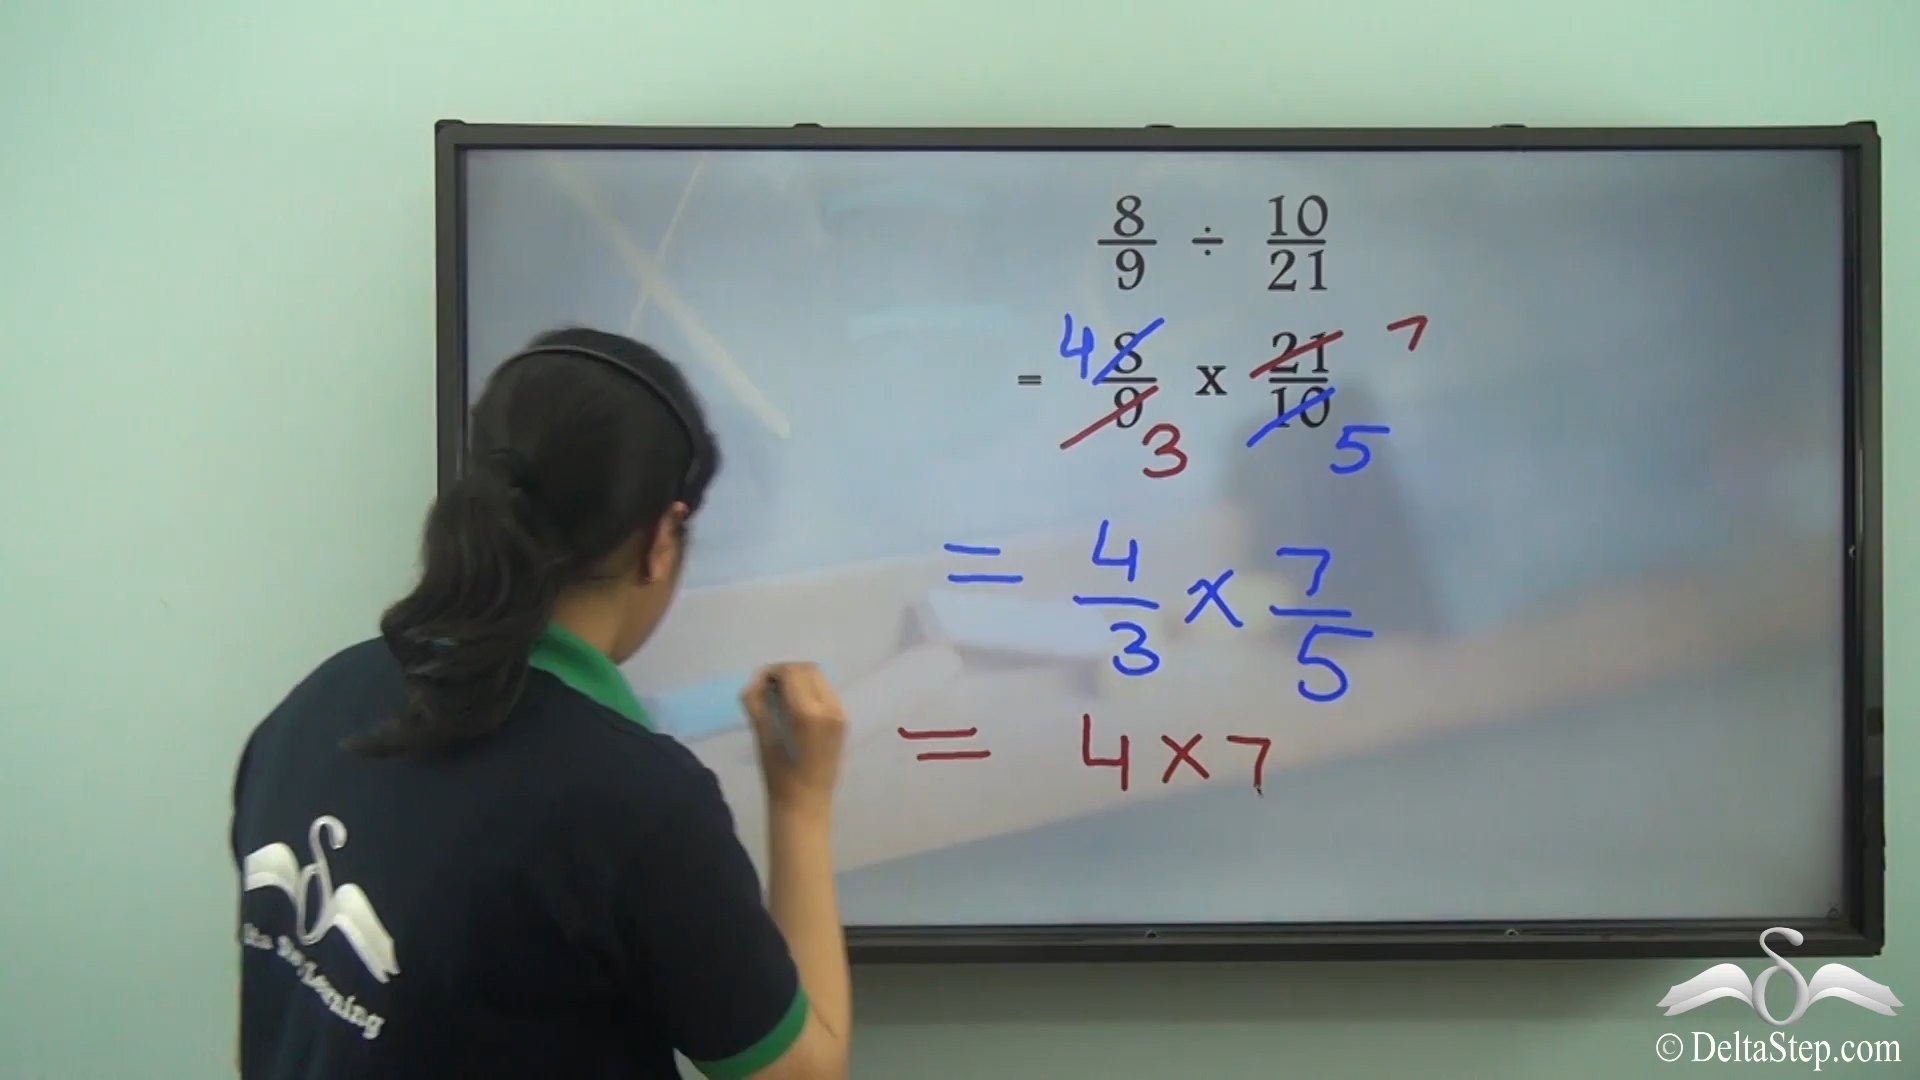 8/9 ÷ 10/21
= 4 8/9 3 x 21/10 7 5
= 4/3 × 7/5
= 4 × 7
Learning
© DeltaStep.com